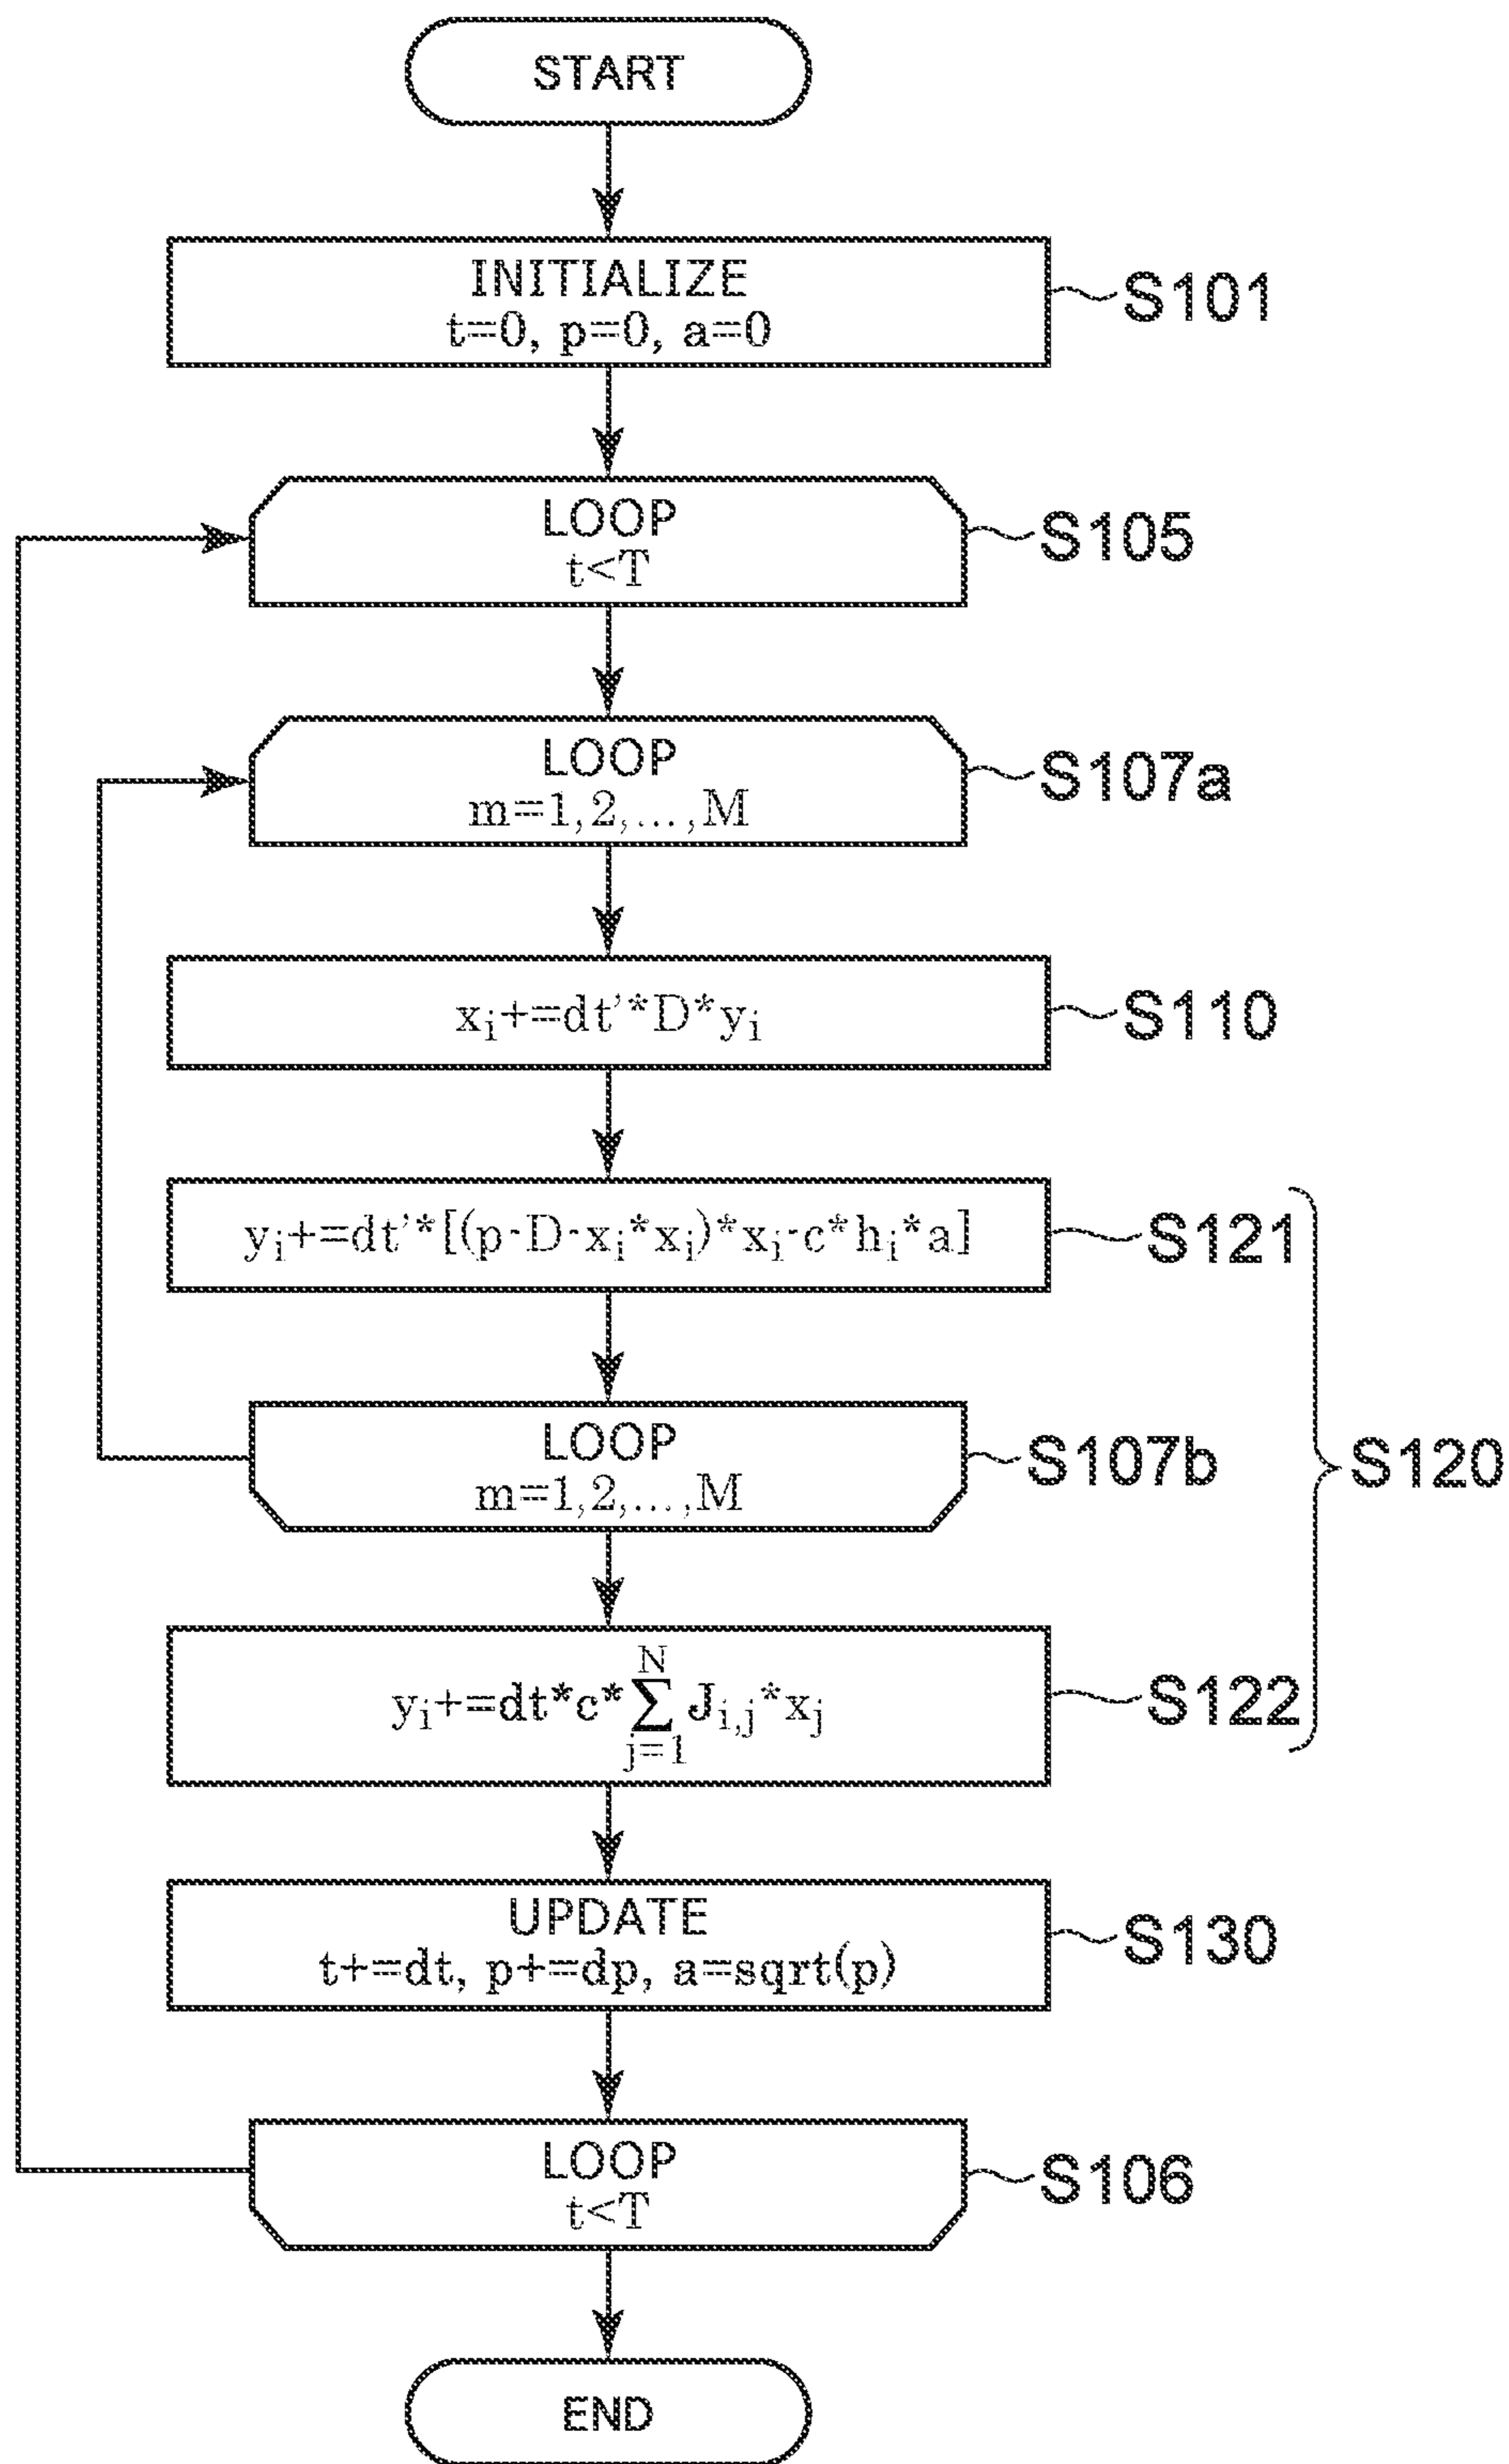 START
INITIALIZE
t=0, p=0, a=0
S101
LOOP
t<T
S105
LOOP
m=1,2,...,M
S107a
xᵢ+=dt'*D*yᵢ
S110
yᵢ+=dt'*[(p-D-xᵢ*xᵢ)*xᵢ-c*hᵢ*a]
S121
LOOP
m=1,2,...,M
S107b
S120
N
yᵢ+=dt*c*∑Jᵢ,ⱼ*xⱼ
j=1
S122
UPDATE
t+=dt, p+=dp, a=sqrt(p)
S130
LOOP
t<T
S106
END